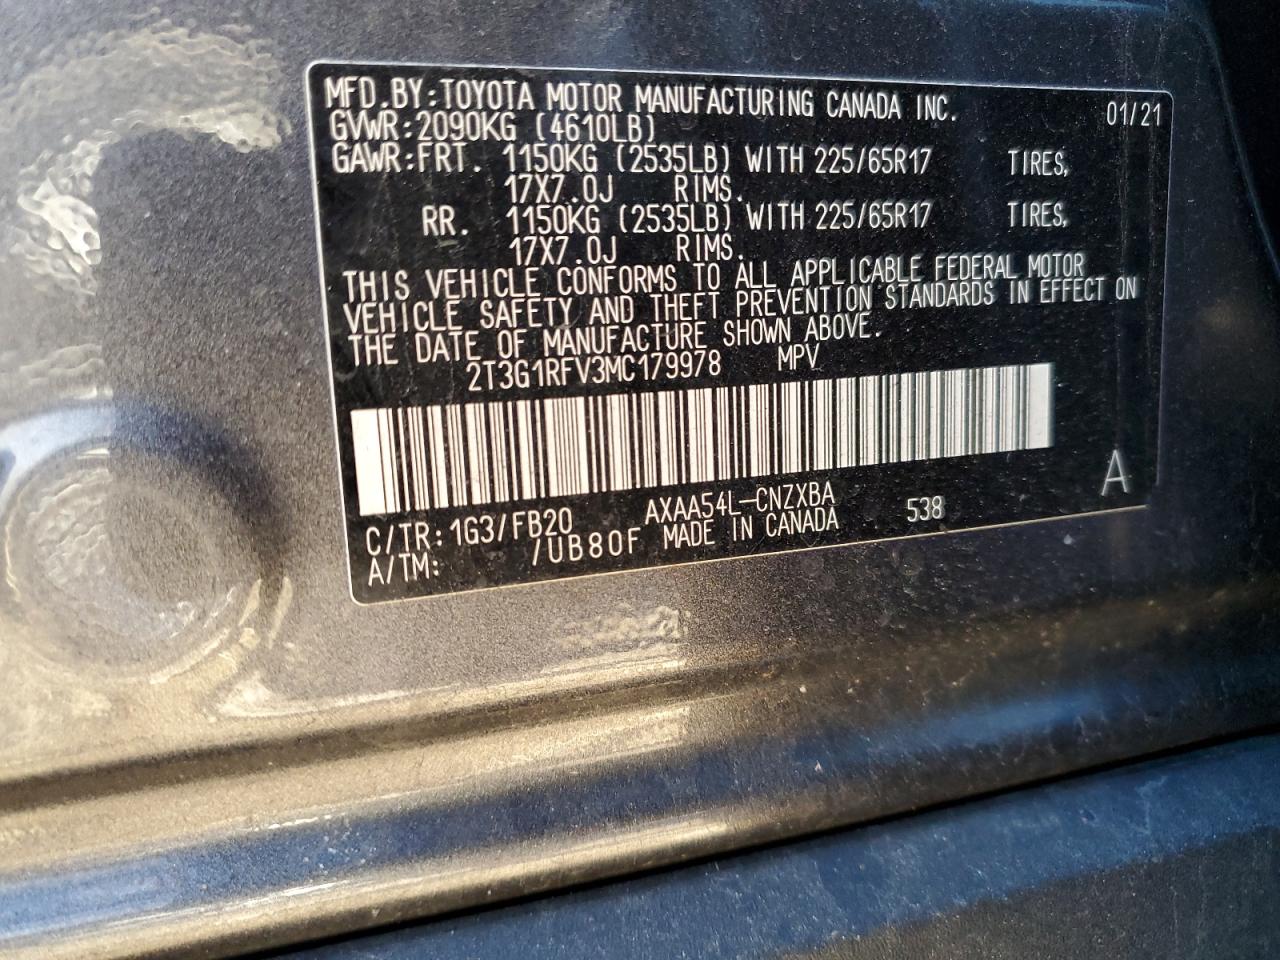 MFD.BY:TOYOTA MOTOR MANUFACTURING CANADA INC. 01/21
GVWR:2090KG (4610LB)
GAWR:FRT. 1150KG (2535LB) WITH 225/65R17 TIRES,
17X7.0J RIMS.
RR. 1150KG (2535LB) WITH 225/65R17 TIRES,
17X7.0J RIMS.
THIS VEHICLE CONFORMS TO ALL APPLICABLE FEDERAL MOTOR
VEHICLE SAFETY AND THEFT PREVENTION STANDARDS IN EFFECT ON
THE DATE OF MANUFACTURE SHOWN ABOVE.
2T3G1RFV3MC179978 MPV
A
C/TR:1G3/FB20 AXAA54L-CNZXBA 538
A/TM: /UB80F MADE IN CANADA